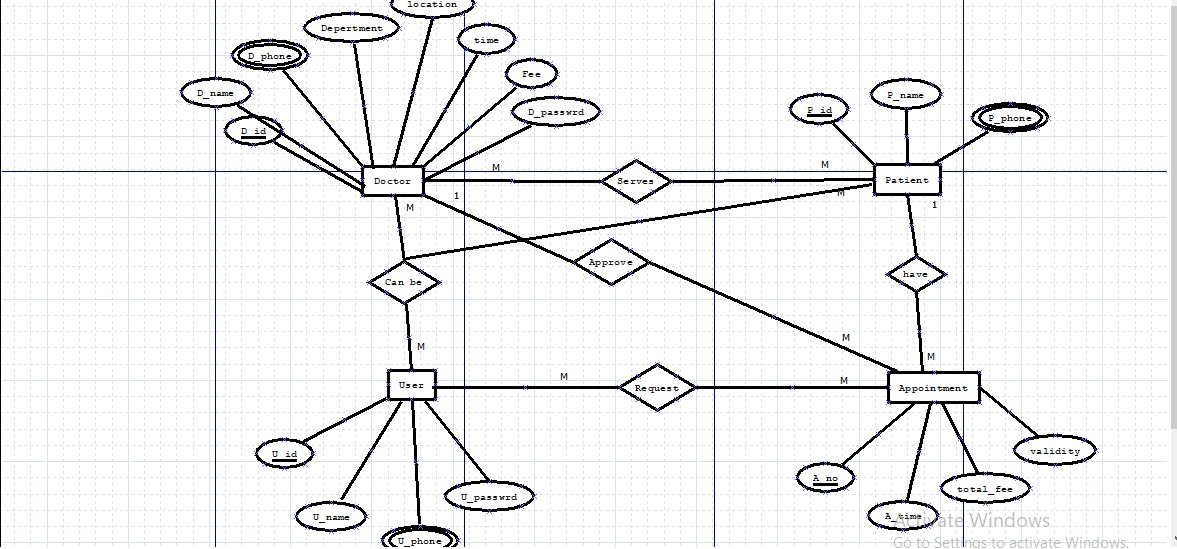 location
Depertment
time
D_phone
Fee
D_name
D_passwrd
P_name
P_id
P_phone
D_id
M
M
Doctor
Serves
Patient
M
1
M
1
Approve
Can be
have
M
M
M
M
M
User
Request
Appointment
U_id
validity
A_no
U_passwrd
total_fee
U_name
A_time
Activate Windows
U_phone
Go to Settings to activate Windows.